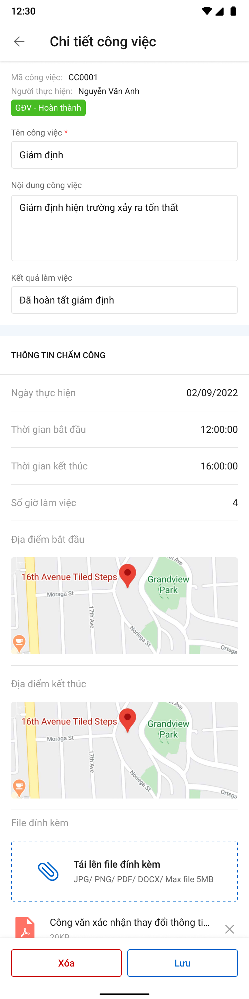 12:30
Chi tiết công việc
Mã công việc: CC0001
Người thực hiện: Nguyễn Văn Anh
GĐV - Hoàn thành
Tên công việc *
Giám định
Nội dung công việc
Giám định hiện trường xảy ra tổn thất
Kết quả làm việc
Đã hoàn tất giám định
THÔNG TIN CHẤM CÔNG
Ngày thực hiện 02/09/2022
Thời gian bắt đầu 12:00:00
Thời gian kết thúc 16:00:00
Số giờ làm việc 4
Địa điểm bắt đầu
Ave
16th Avenue Tiled Steps
Grandview
Park
Moraga St
17th Ave
Noriega St
Ortega
Địa điểm kết thúc
Ave
16th Avenue Tiled Steps
Grandview
Park
Moraga St
17th Ave
Noriega St
Ortega
File đính kèm
Tải lên file đính kèm
JPG/ PNG/ PDF/ DOCX/ Max file 5MB
Công văn xác nhận thay đổi thông ti...
20KB
Xóa Lưu